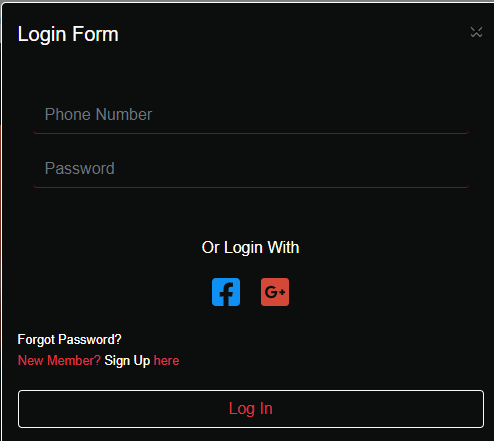 Login Form
Phone Number
Password
Or Login With
G+
Forgot Password?
New Member? Sign Up here
Log In